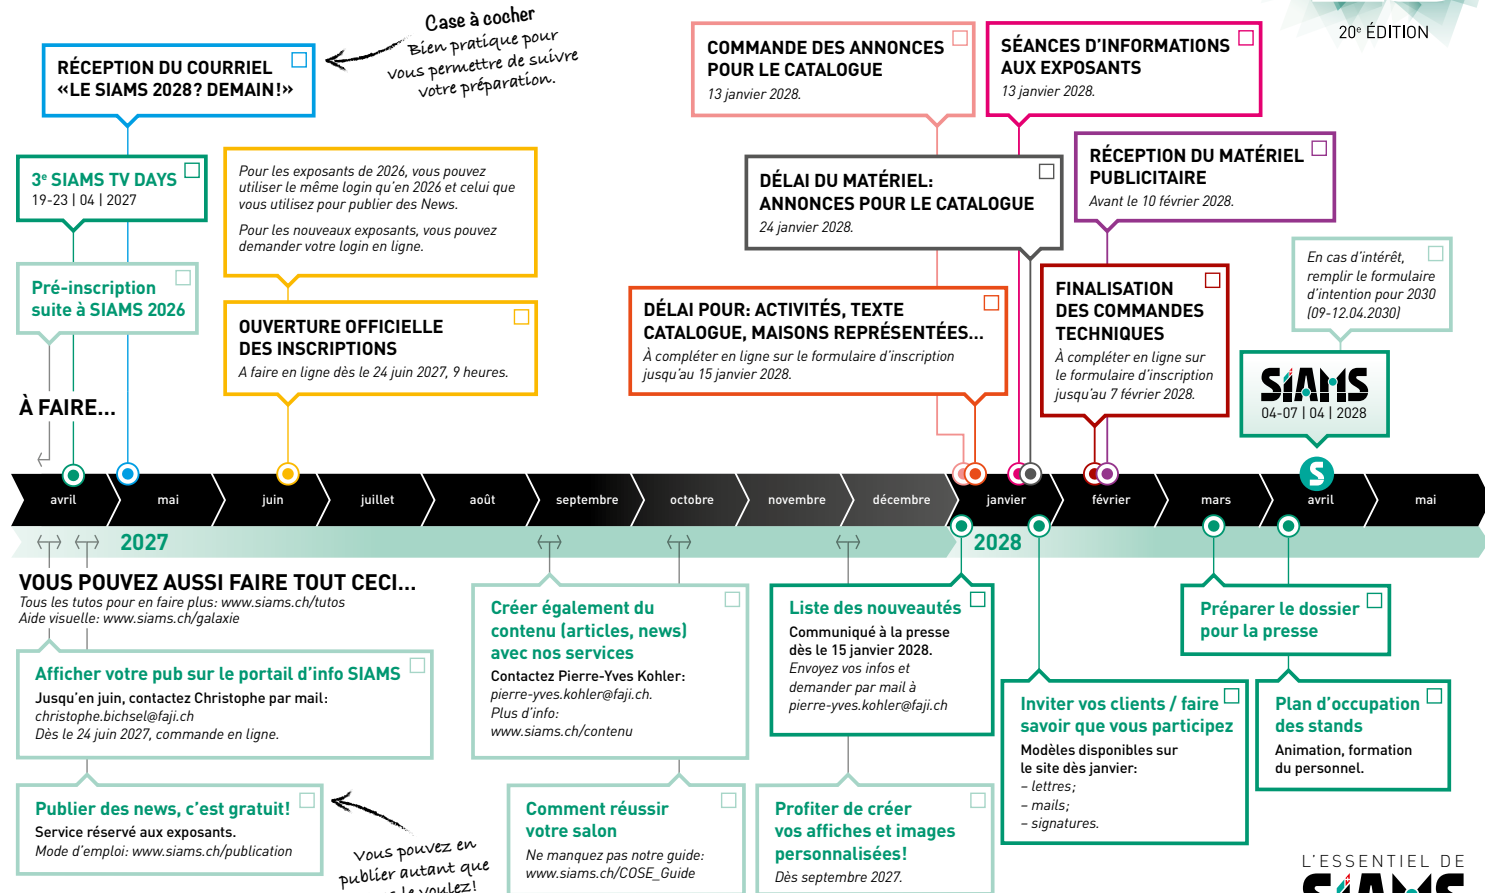 Case à cocher
Bien pratique pour
vous permettre de suivre
votre préparation.
20e ÉDITION
RÉCEPTION DU COURRIEL
«LE SIAMS 2028? DEMAIN!»
COMMANDE DES ANNONCES
POUR LE CATALOGUE
13 janvier 2028.
SÉANCES D'INFORMATIONS
AUX EXPOSANTS
13 janvier 2028.
3e SIAMS TV DAYS
19-23 | 04 | 2027
Pour les exposants de 2026, vous pouvez
utiliser le même login qu'en 2026 et celui que
vous utilisez pour publier des News.
Pour les nouveaux exposants, vous pouvez
demander votre login en ligne.
DÉLAI DU MATÉRIEL:
ANNONCES POUR LE CATALOGUE
24 janvier 2028.
RÉCEPTION DU MATÉRIEL
PUBLICITAIRE
Avant le 10 février 2028.
Pré-inscription
suite à SIAMS 2026
OUVERTURE OFFICIELLE
DES INSCRIPTIONS
A faire en ligne dès le 24 juin 2027, 9 heures.
DÉLAI POUR: ACTIVITÉS, TEXTE
CATALOGUE, MAISONS REPRÉSENTÉES...
À compléter en ligne sur le formulaire d'inscription
jusqu'au 15 janvier 2028.
FINALISATION
DES COMMANDES
TECHNIQUES
À compléter en ligne sur
le formulaire d'inscription
jusqu'au 7 février 2028.
En cas d'intérêt,
remplir le formulaire
d'intention pour 2030
(09-12.04.2030)
SIAMS
04-07 | 04 | 2028
À FAIRE...
S
avril
mai
juin
juillet
août
septembre
octobre
novembre
décembre
janvier
février
mars
avril
mai
2027
2028
VOUS POUVEZ AUSSI FAIRE TOUT CECI...
Tous les tutos pour en faire plus: www.siams.ch/tutos
Aide visuelle: www.siams.ch/galaxie
Afficher votre pub sur le portail d'info SIAMS
Jusqu'en juin, contactez Christophe par mail:
christophe.bichsel@faji.ch
Dès le 24 juin 2027, commande en ligne.
Publier des news, c'est gratuit!
Service réservé aux exposants.
Mode d'emploi: www.siams.ch/publication
Vous pouvez en
publier autant que
le voulez!
Créer également du
contenu (articles, news)
avec nos services
Contactez Pierre-Yves Kohler:
pierre-yves.kohler@faji.ch.
Plus d'info:
www.siams.ch/contenu
Comment réussir
votre salon
Ne manquez pas notre guide:
www.siams.ch/COSE_Guide
Liste des nouveautés
Communiqué à la presse
dès le 15 janvier 2028.
Envoyez vos infos et
demander par mail à
pierre-yves.kohler@faji.ch
Profiter de créer
vos affiches et images
personnalisées!
Dès septembre 2027.
Inviter vos clients / faire
savoir que vous participez
Modèles disponibles sur
le site dès janvier:
– lettres;
– mails;
– signatures.
Préparer le dossier
pour la presse
Plan d'occupation
des stands
Animation, formation
du personnel.
L'ESSENTIEL DE
SIAMS